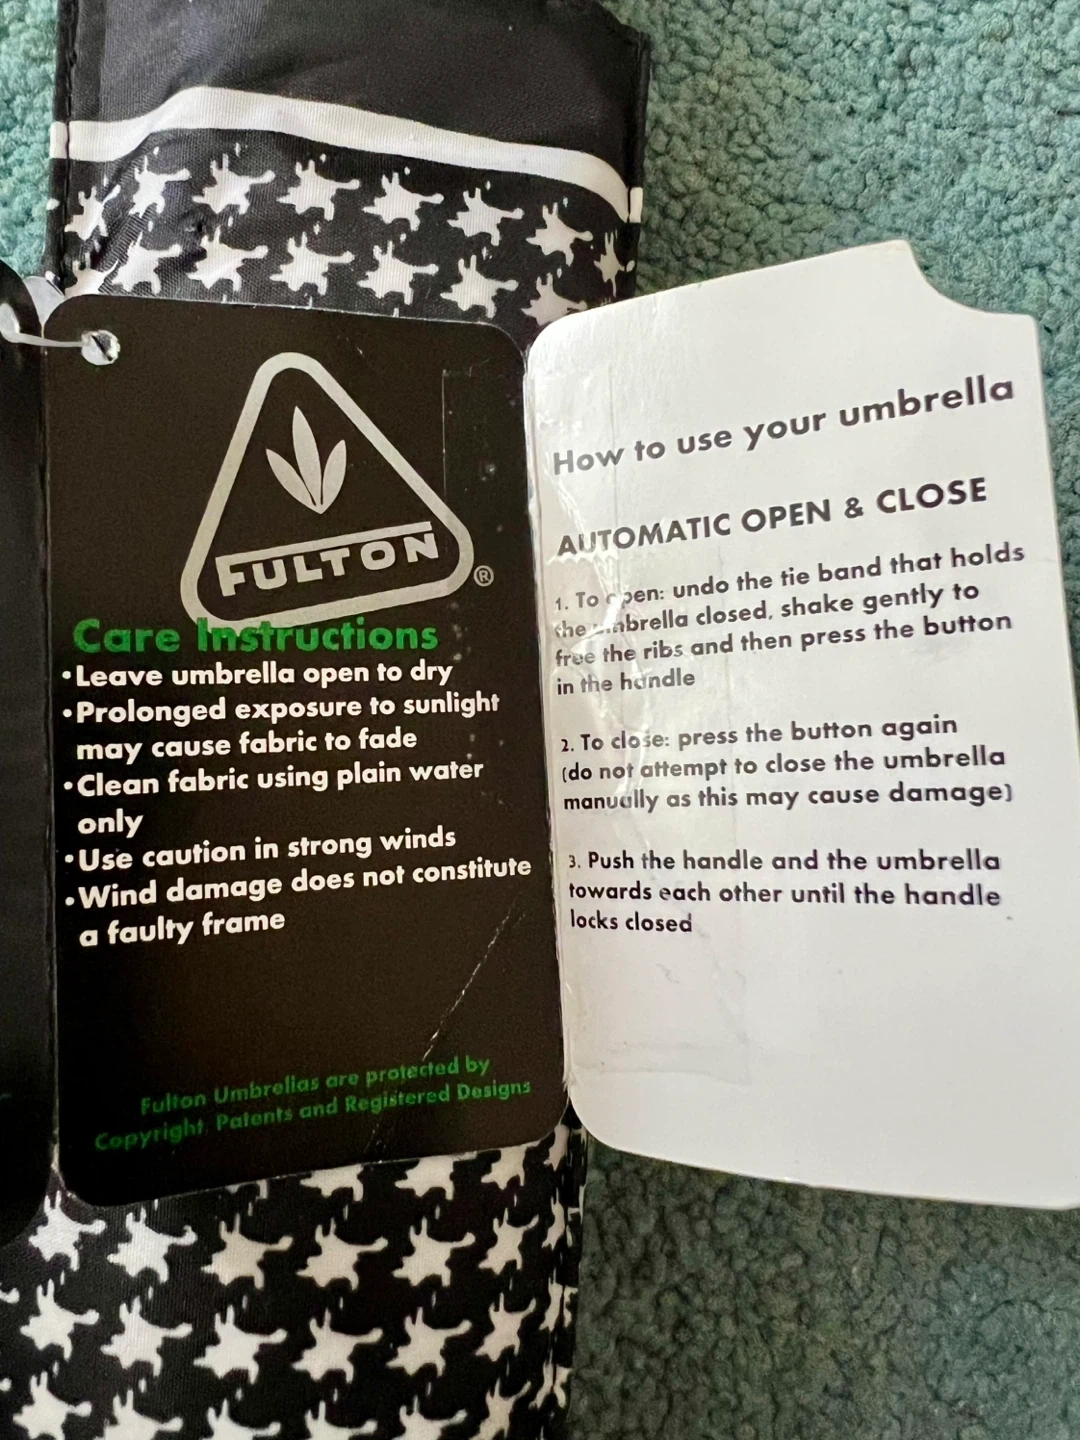 FULTON
®
Care Instructions
•Leave umbrella open to dry
•Prolonged exposure to sunlight
may cause fabric to fade
•Clean fabric using plain water
only
•Use caution in strong winds
•Wind damage does not constitute
a faulty frame
Fulton Umbrellas are protected by
Copyright, Patents and Registered Designs
How to use your umbrella
AUTOMATIC OPEN & CLOSE
1. To open: undo the tie band that holds
the umbrella closed, shake gently to
free the ribs and then press the button
in the handle
2. To close: press the button again
(do not attempt to close the umbrella
manually as this may cause damage)
3. Push the handle and the umbrella
towards each other until the handle
locks closed